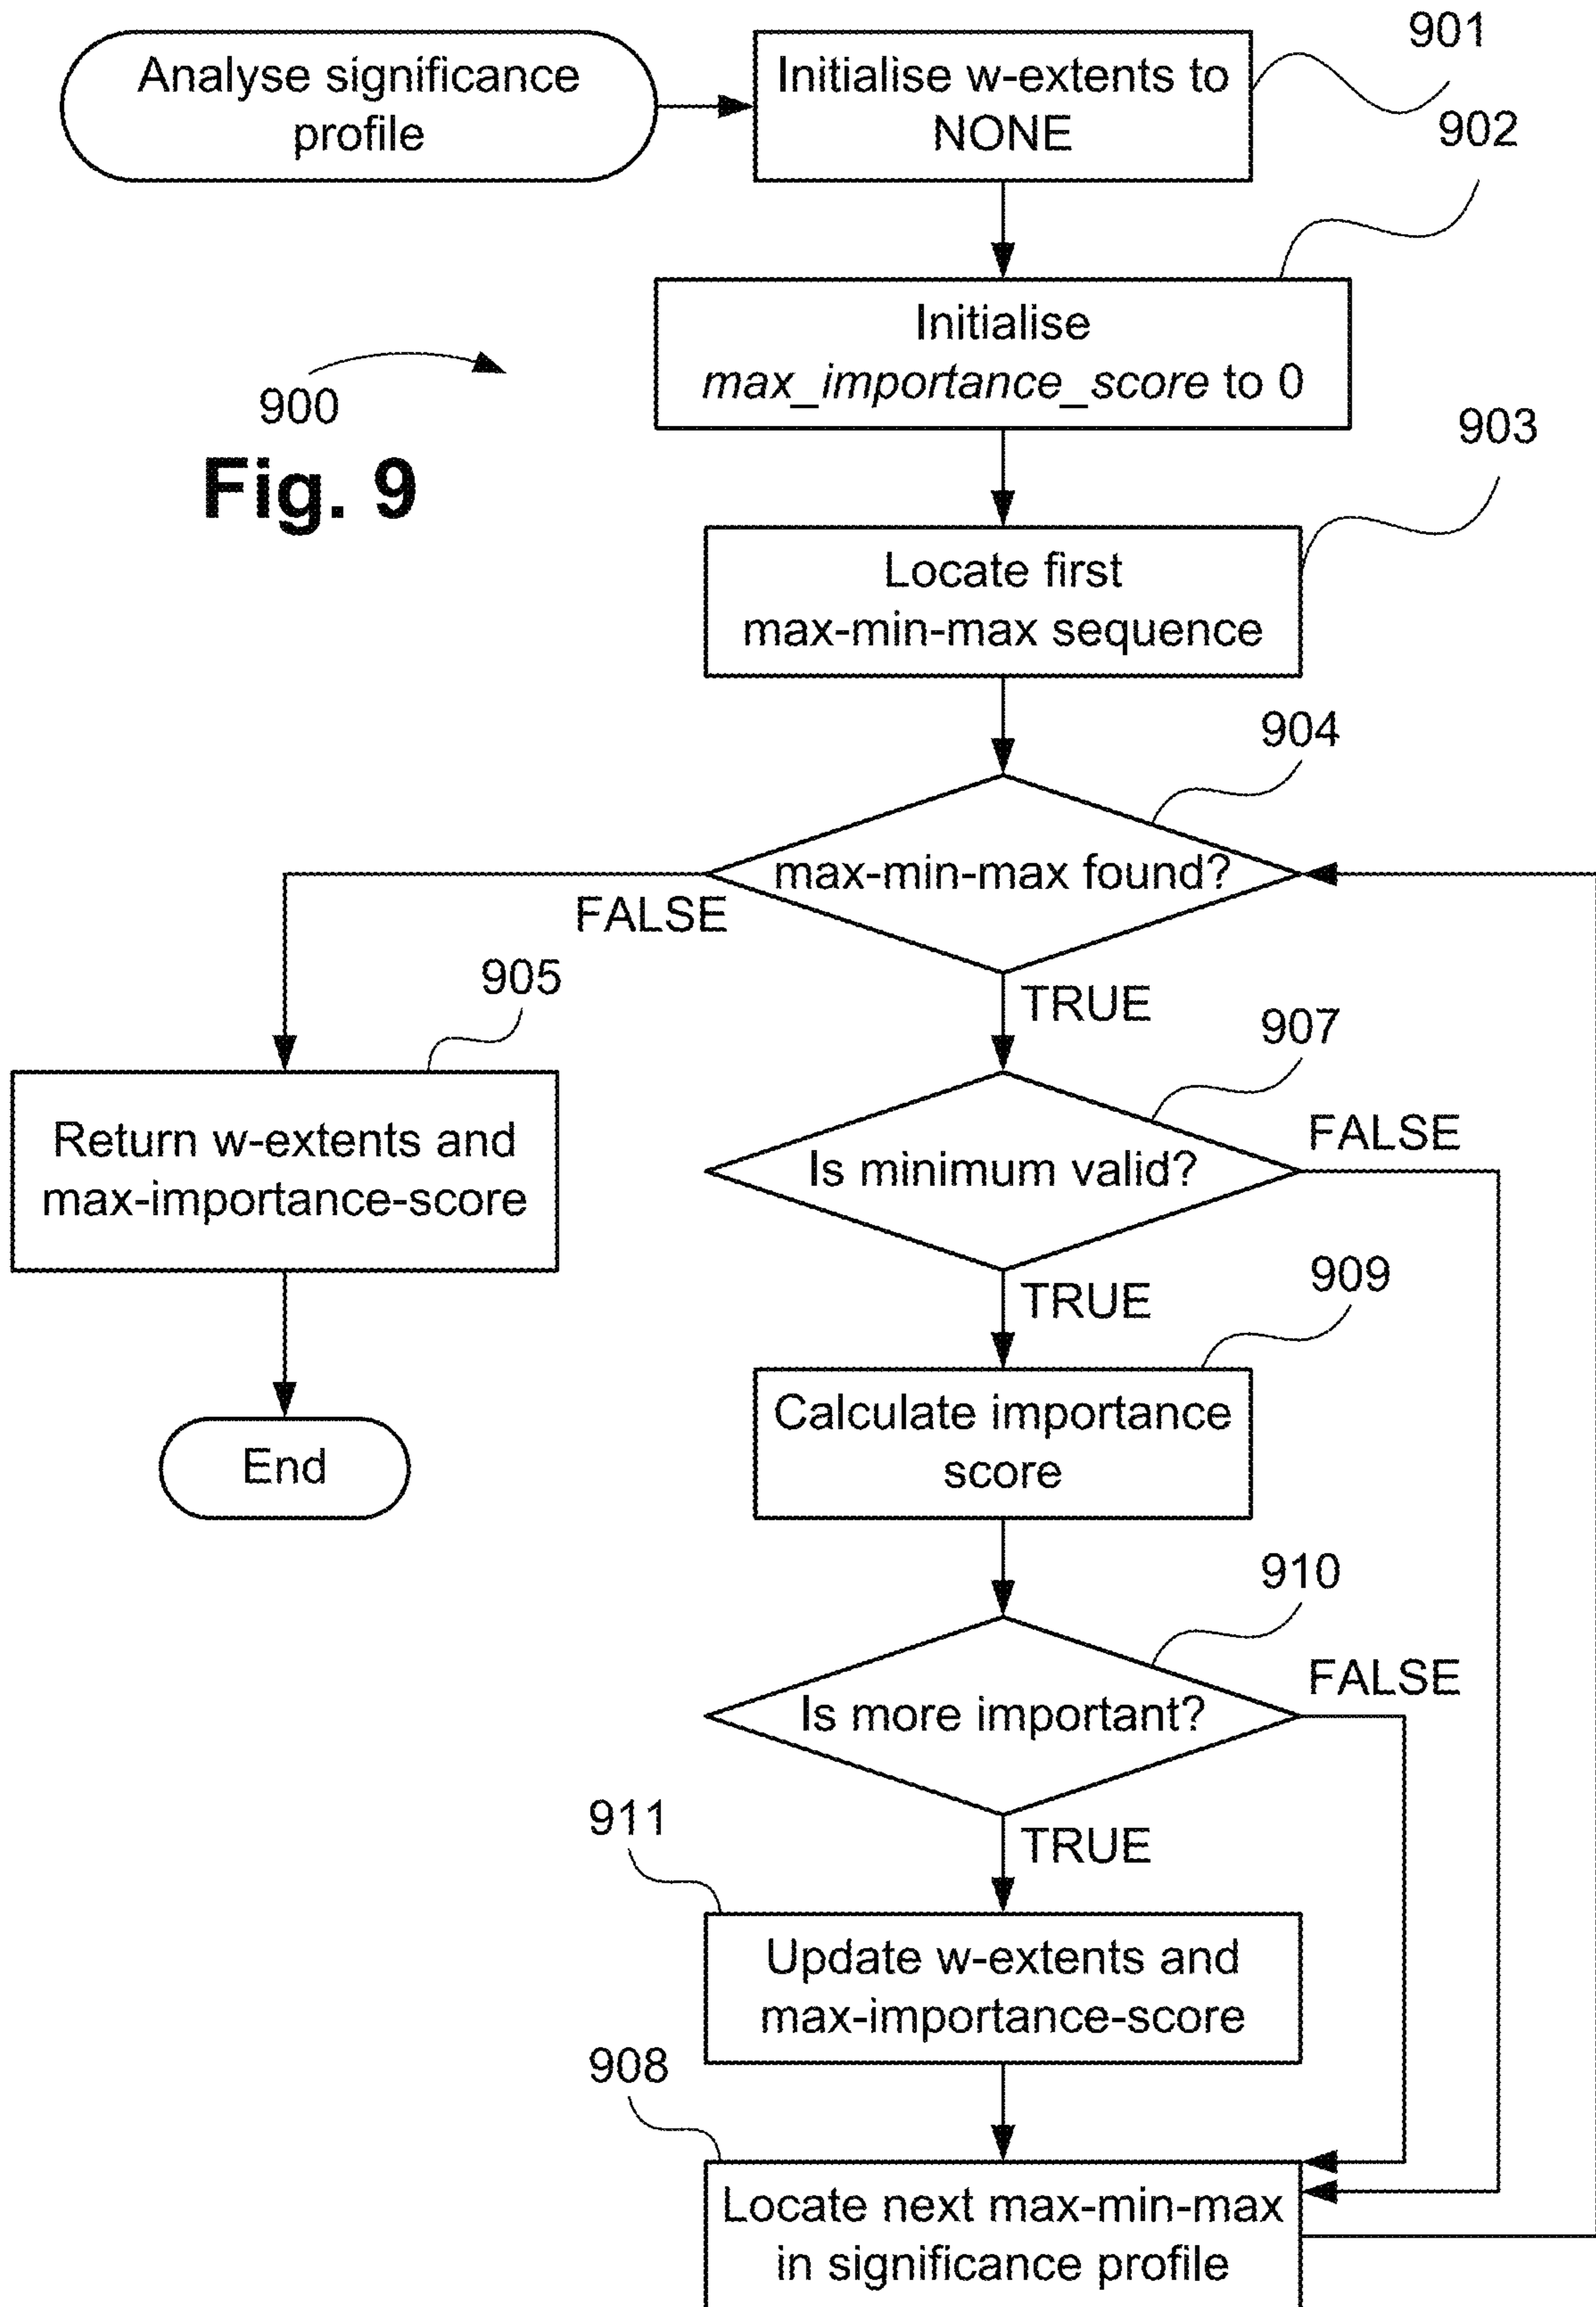 Analyse significance
profile
Initialise w-extents to
NONE
901
902
Initialise
max_importance_score to 0
900
Fig. 9
903
Locate first
max-min-max sequence
904
max-min-max found?
FALSE
TRUE
905
Return w-extents and
max-importance-score
End
907
Is minimum valid?
FALSE
TRUE
909
Calculate importance
score
910
Is more important?
FALSE
TRUE
911
Update w-extents and
max-importance-score
908
Locate next max-min-max
in significance profile